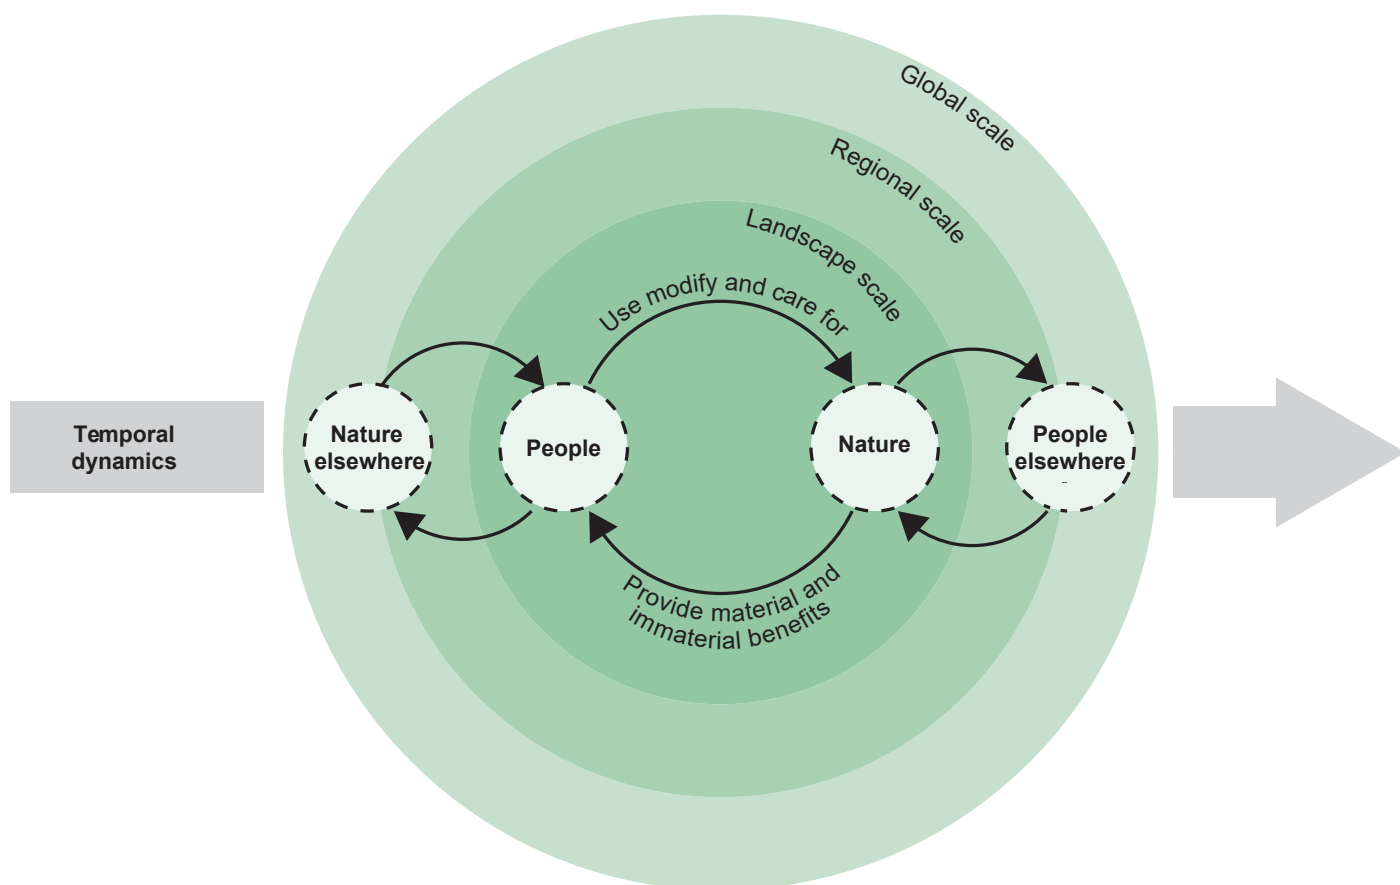 Global scale
Regional scale
Landscape scale
Use modify and care for
Temporal
dynamics
Nature
elsewhere
People
Nature
People
elsewhere
-
Provide material and
immaterial benefits